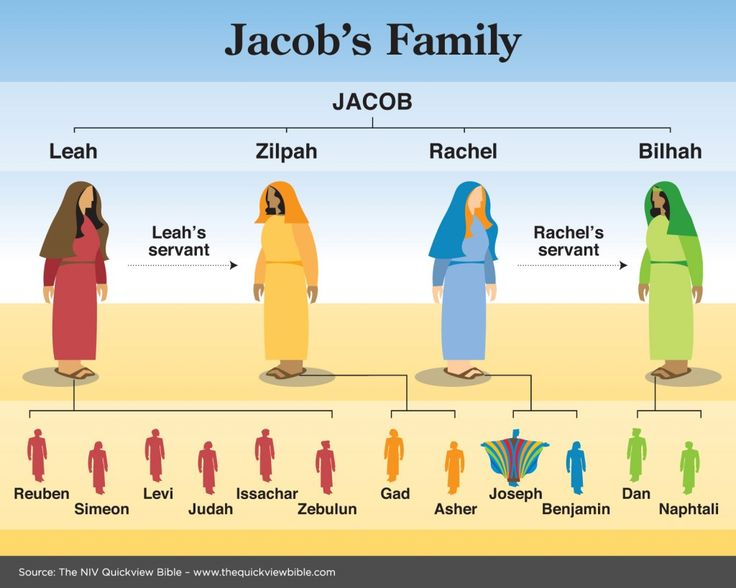 Jacob's Family
JACOB
Leah
Zilpah
Rachel
Bilhah
Leah's
servant
Rachel's
servant
Reuben
Simeon
Levi
Judah
Issachar
Zebulun
Gad
Asher
Joseph
Benjamin
Dan
Naphtali
Source: The NIV Quickview Bible – www.thequickviewbible.com